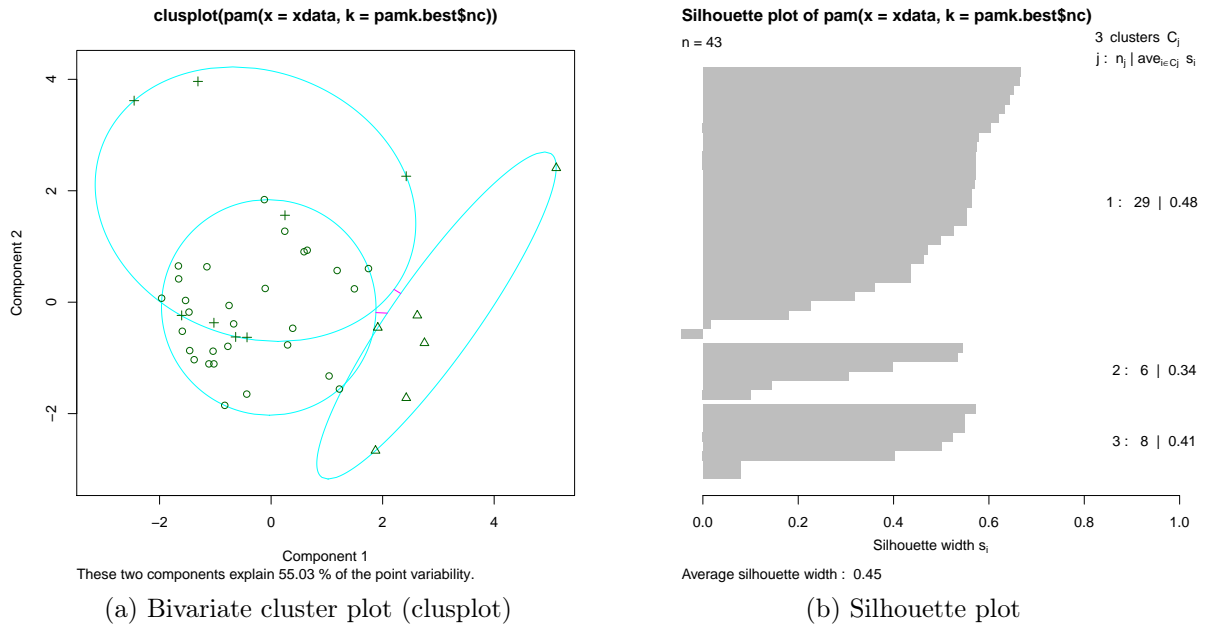 clusplot(pam(x = xdata, k = pamk.best$nc))
Component 2
4
2
0
−2
−2
0
2
4
Component 1
These two components explain 55.03 % of the point variability.
(a) Bivariate cluster plot (clusplot)
Silhouette plot of pam(x = xdata, k = pamk.best$nc)
n = 43
3 clusters Cj
j : nj | avei∈Cj si
1 : 29 | 0.48
2 : 6 | 0.34
3 : 8 | 0.41
0.0
0.2
0.4
0.6
0.8
1.0
Silhouette width si
Average silhouette width : 0.45
(b) Silhouette plot